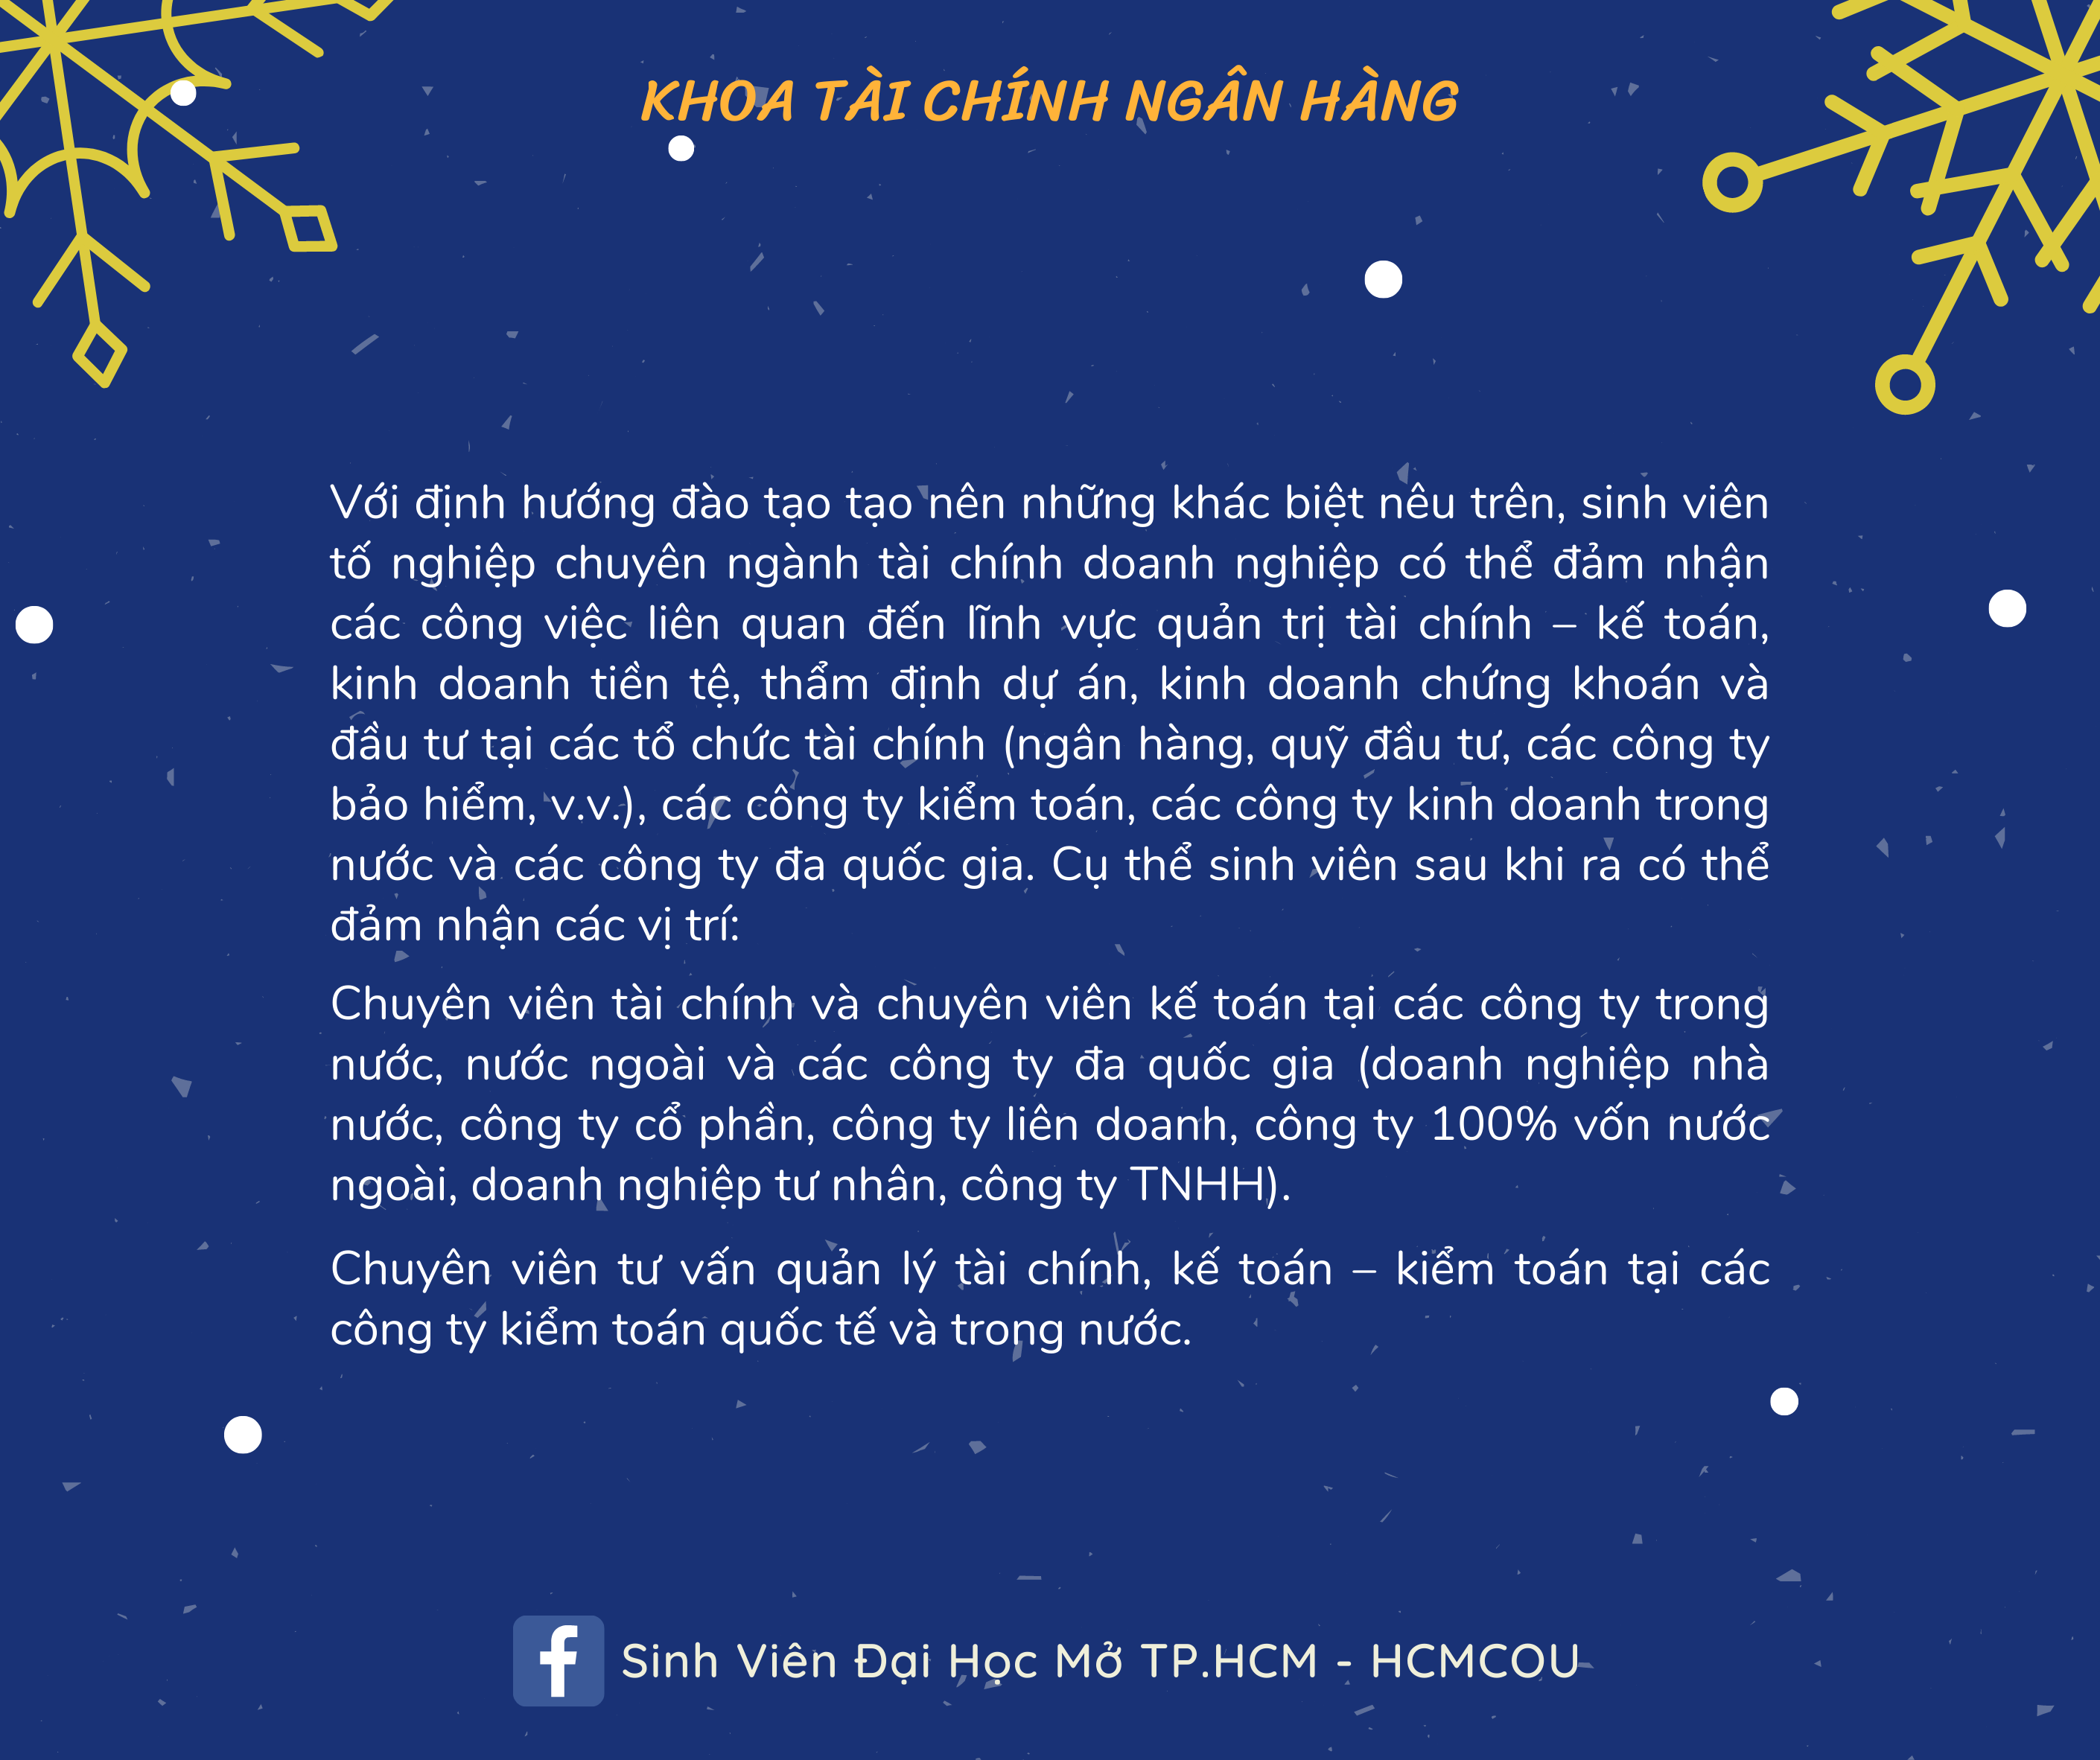 KHOA TÀI CHÍNH NGÂN HÀNG
Với định hướng đào tạo tạo nên những khác biệt nêu trên, sinh viên
tố nghiệp chuyên ngành tài chính doanh nghiệp có thể đảm nhận
các công việc liên quan đến lĩnh vực quản trị tài chính – kế toán,
kinh doanh tiền tệ, thẩm định dự án, kinh doanh chứng khoán và
đầu tư tại các tổ chức tài chính (ngân hàng, quỹ đầu tư, các công ty
bảo hiểm, v.v.), các công ty kiểm toán, các công ty kinh doanh trong
nước và các công ty đa quốc gia. Cụ thể sinh viên sau khi ra có thể
đảm nhận các vị trí:
Chuyên viên tài chính và chuyên viên kế toán tại các công ty trong
nước, nước ngoài và các công ty đa quốc gia (doanh nghiệp nhà
nước, công ty cổ phần, công ty liên doanh, công ty 100% vốn nước
ngoài, doanh nghiệp tư nhân, công ty TNHH).
Chuyên viên tư vấn quản lý tài chính, kế toán – kiểm toán tại các
công ty kiểm toán quốc tế và trong nước.
Sinh Viên Đại Học Mở TP.HCM - HCMCOU